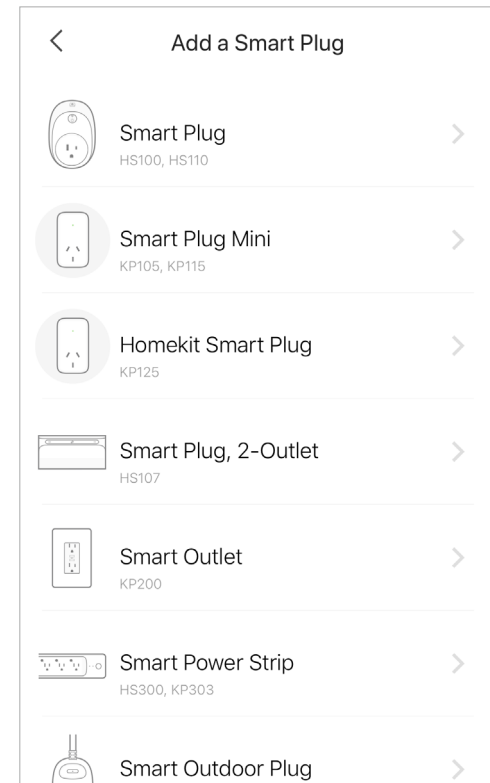 Add a Smart Plug
Smart Plug
HS100, HS110
Smart Plug Mini
KP105, KP115
Homekit Smart Plug
KP125
Smart Plug, 2-Outlet
HS107
Smart Outlet
KP200
Smart Power Strip
HS300, KP303
Smart Outdoor Plug